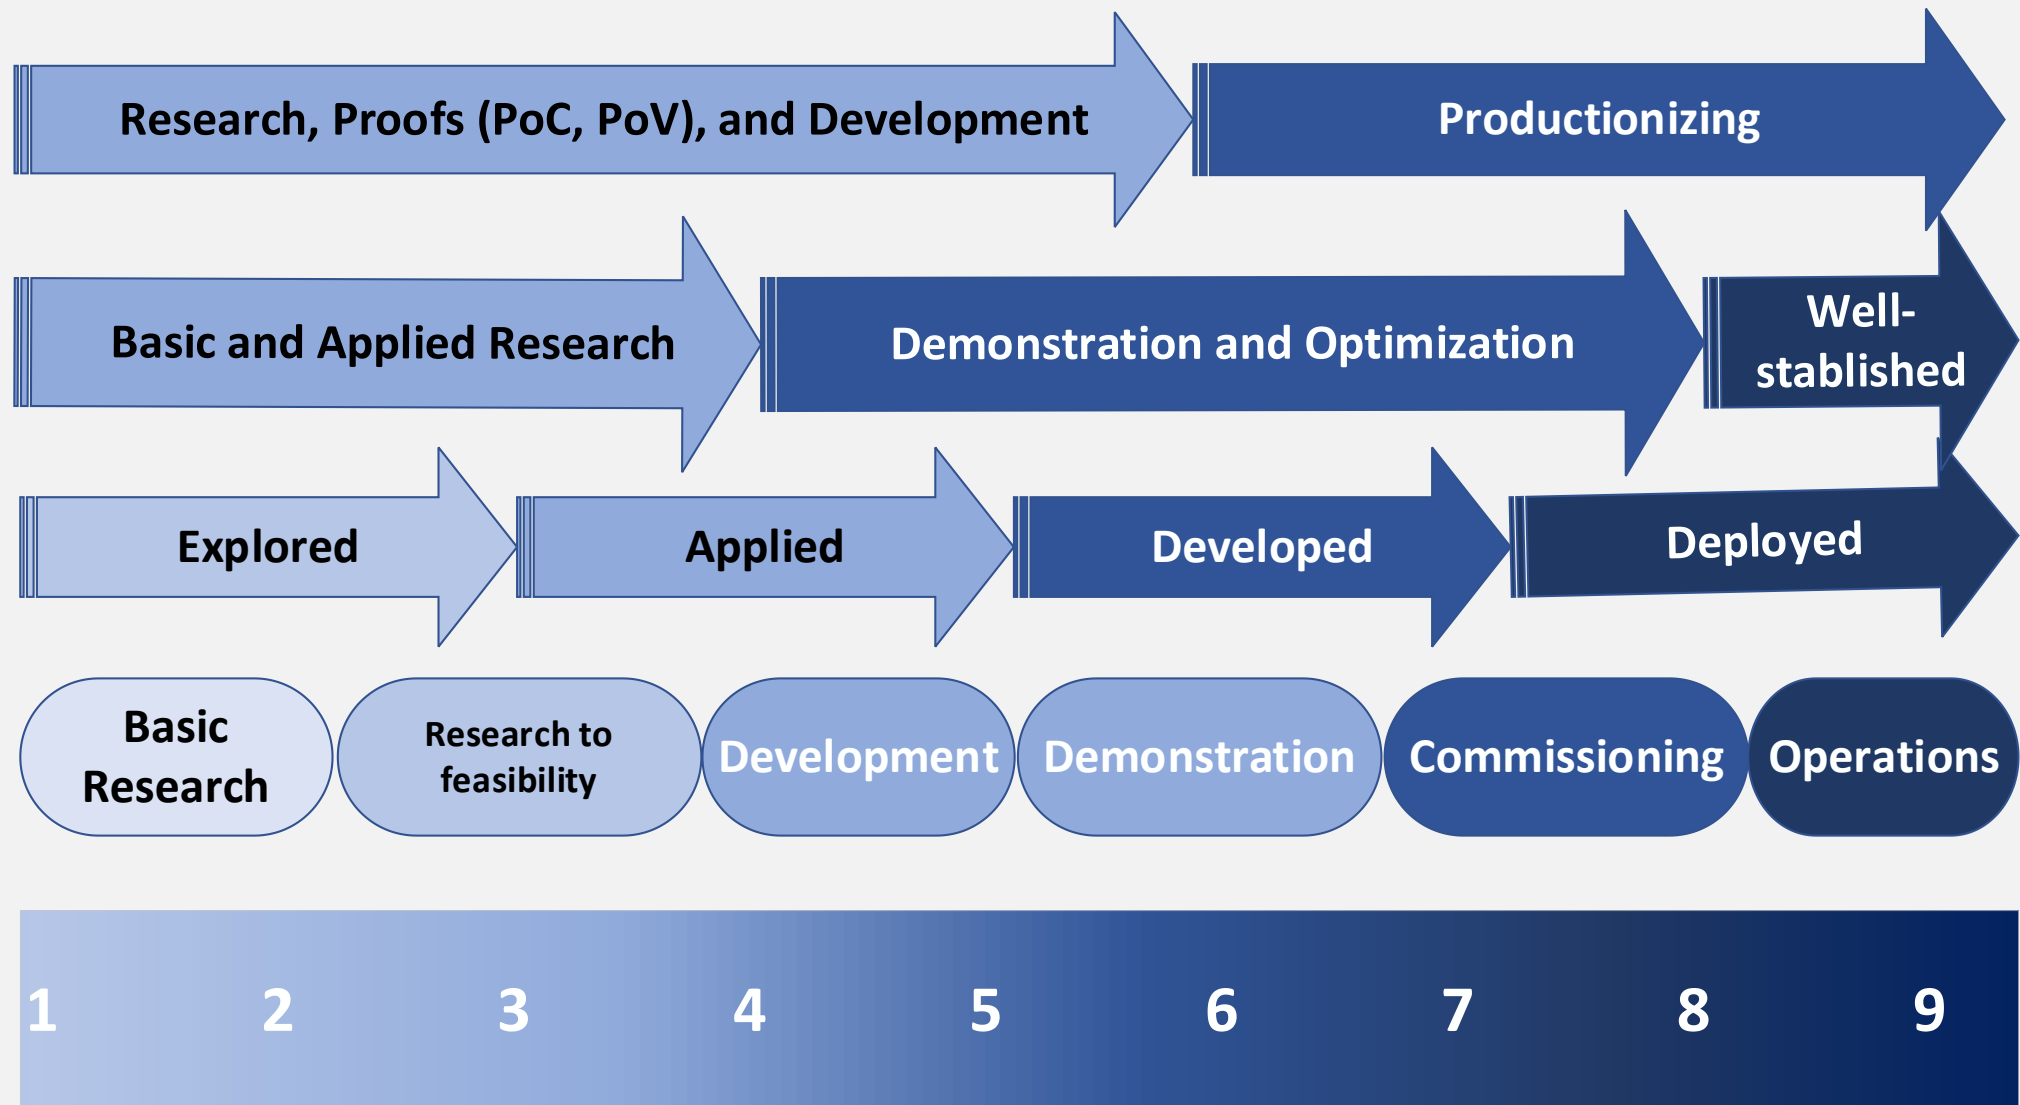 Research, Proofs (PoC, PoV), and Development
Productionizing
Basic and Applied Research
Demonstration and Optimization
Well-
stablished
Explored
Applied
Developed
Deployed
Basic
Research
Research to
feasibility
Development
Demonstration
Commissioning
Operations
1 2 3 4 5 6 7 8 9